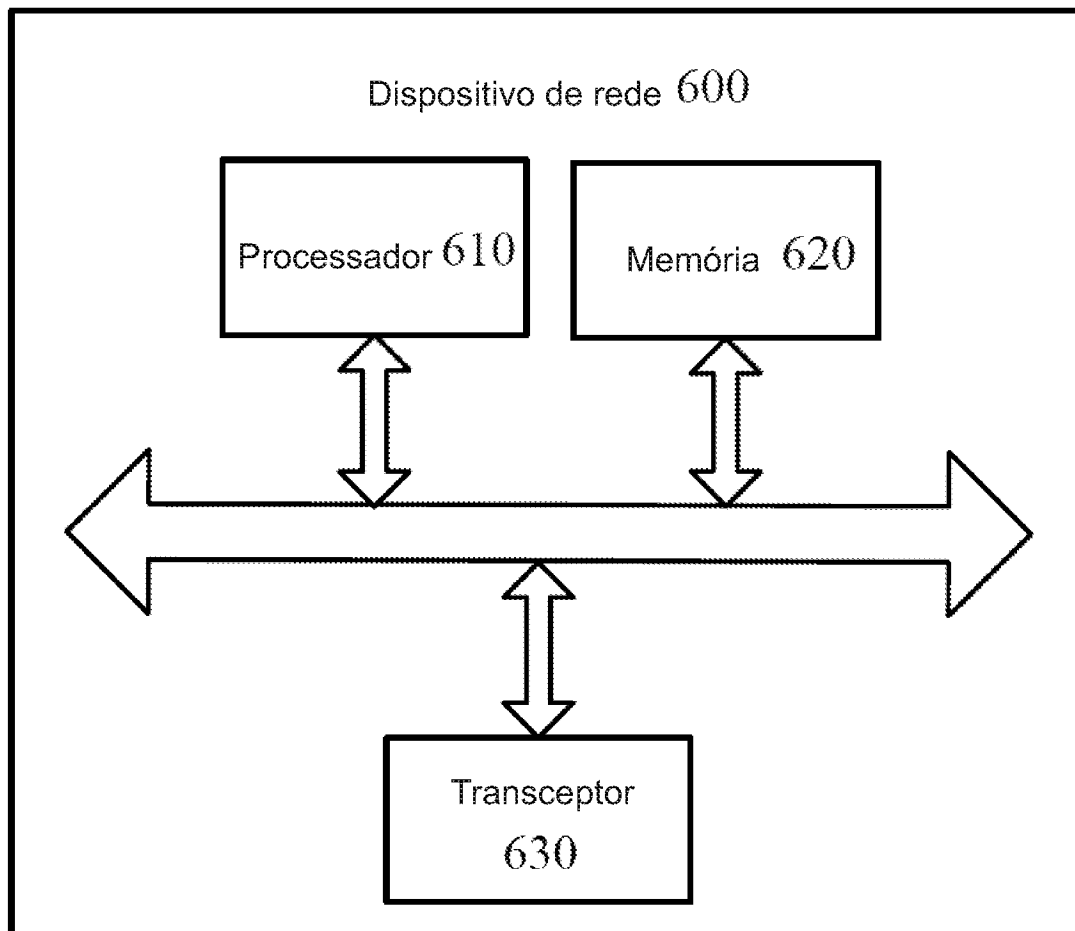 Dispositivo de rede 600
Processador 610
Memória 620
Transceptor
630